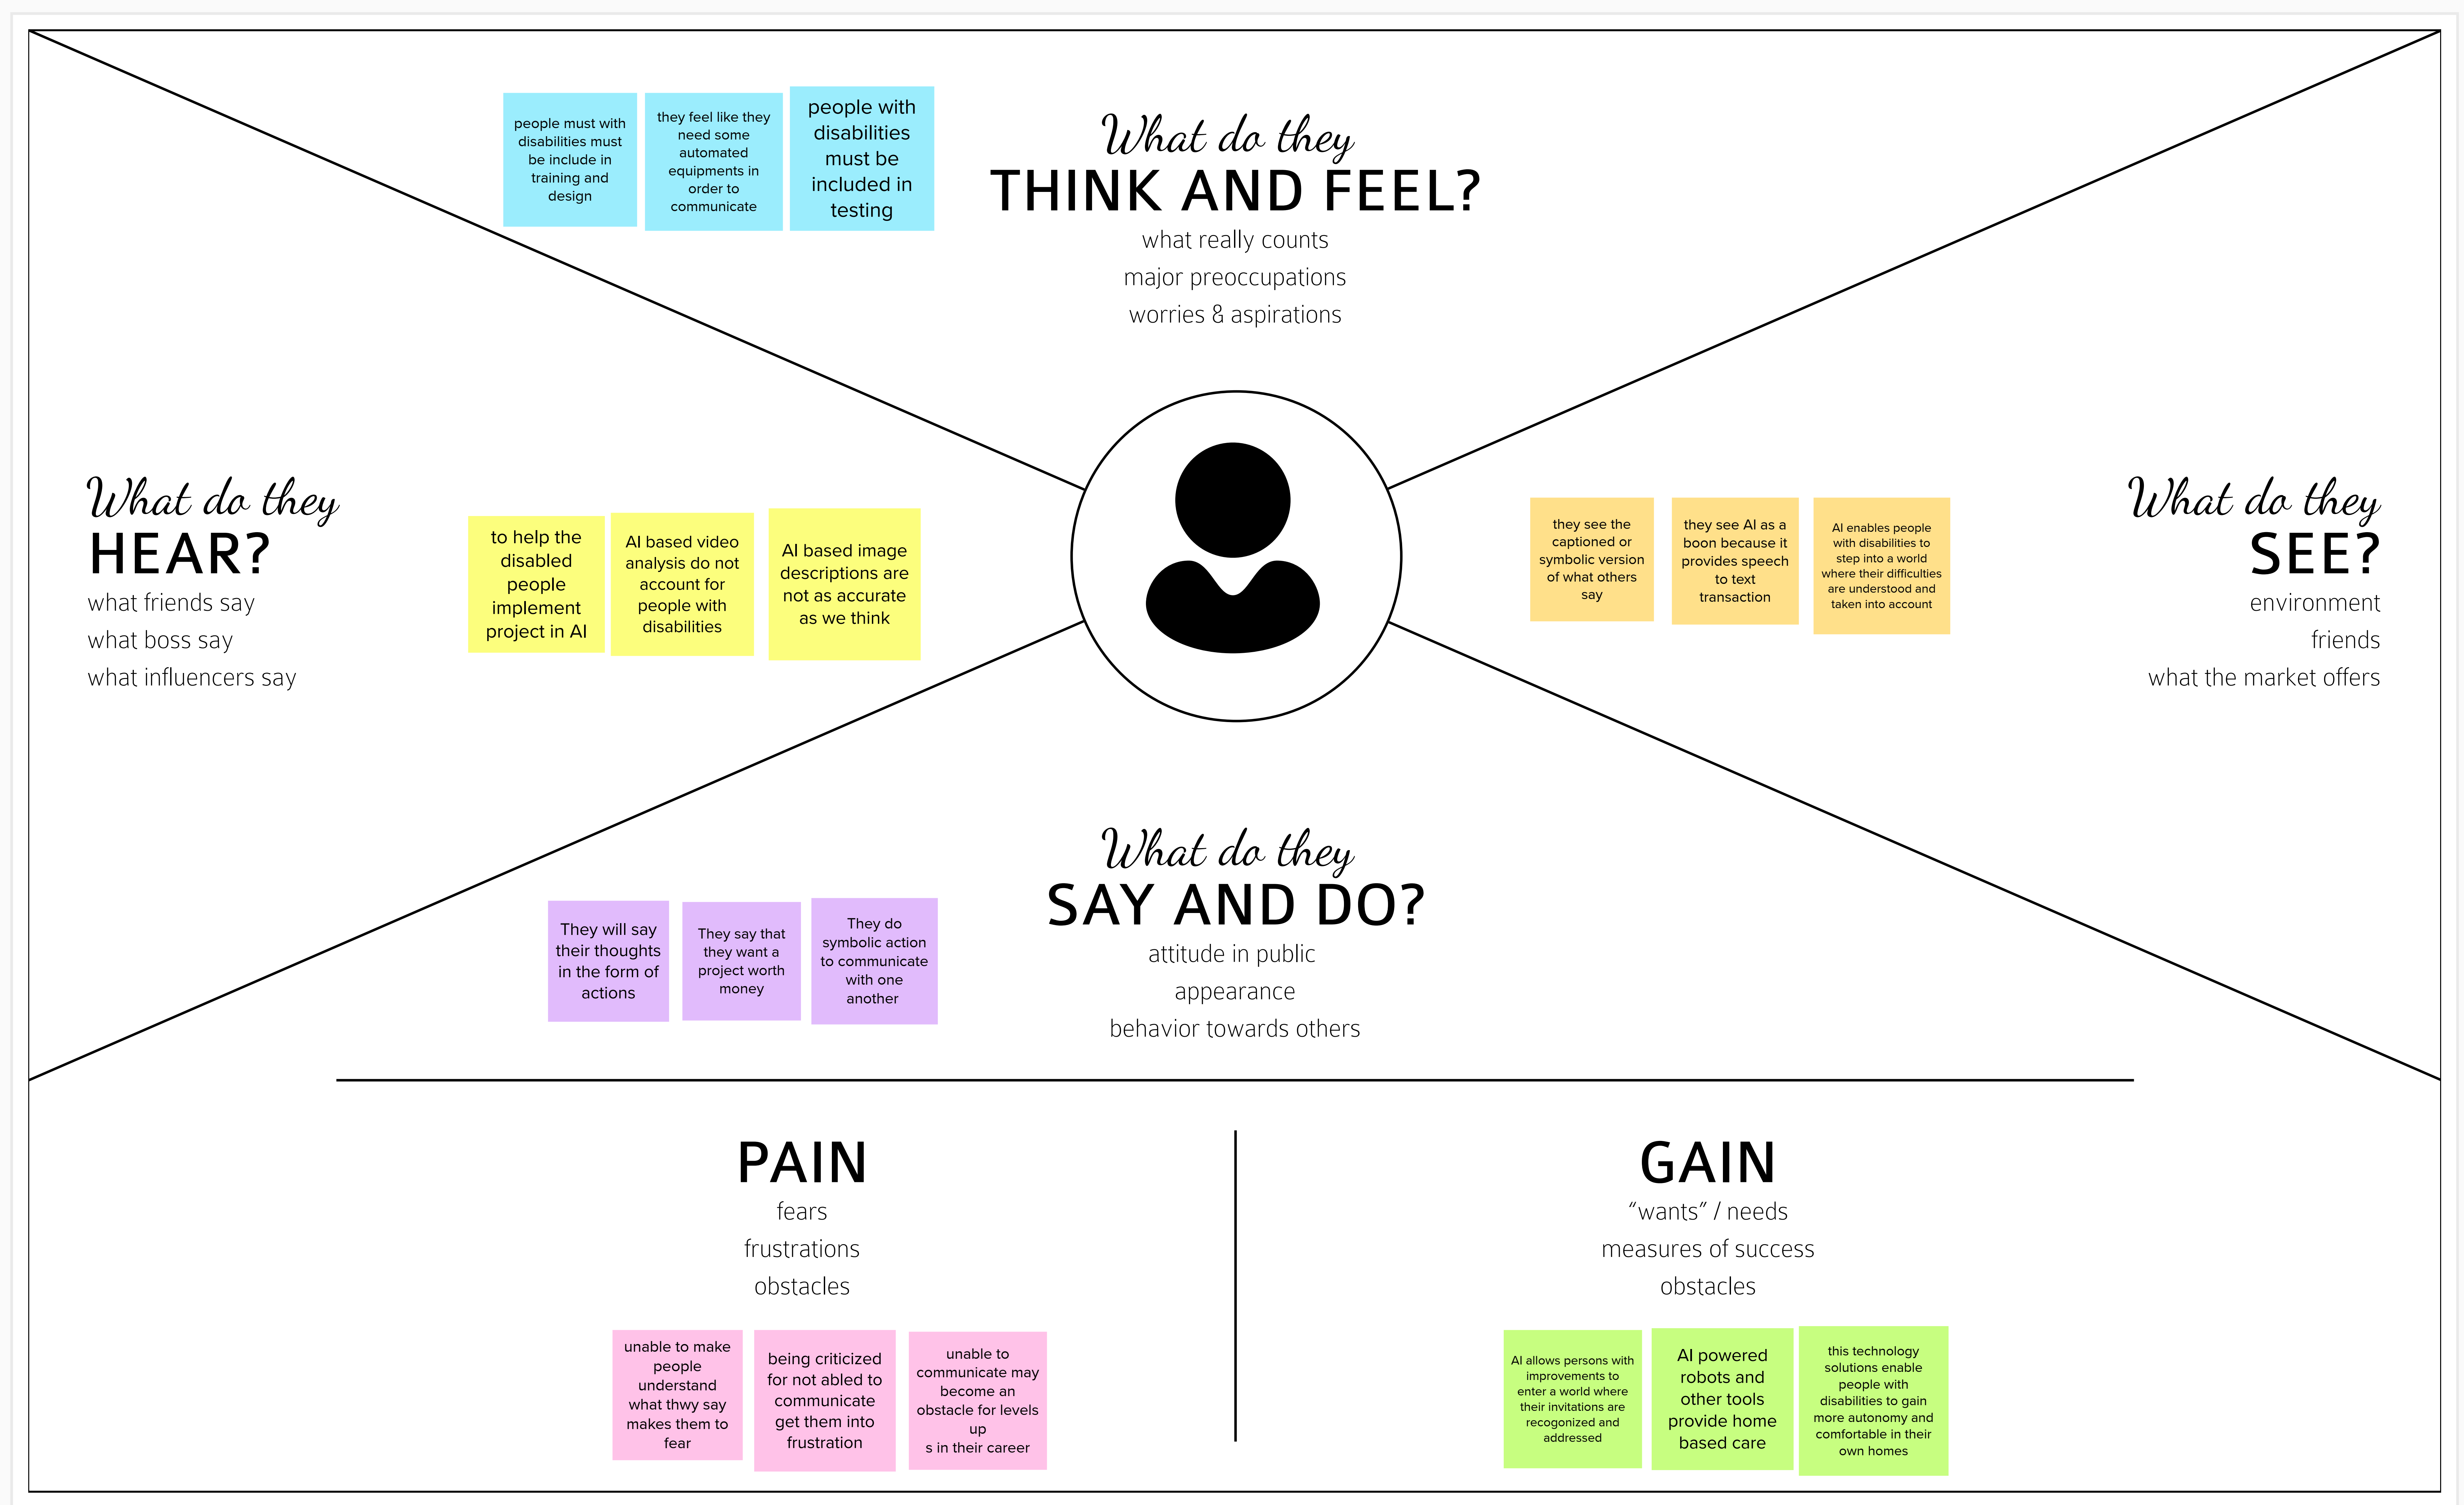 people must with
disabilities must
be include in
training and
design
they feel like they
need some
automated
equipments in
order to
communicate
people with
disabilities
must be
included in
testing
What do they
THINK AND FEEL?
what really counts
major preoccupations
worries & aspirations
What do they
HEAR?
what friends say
what boss say
what influencers say
to help the
disabled
people
implement
project in AI
AI based video
analysis do not
account for
people with
disabilities
AI based image
descriptions are
not as accurate
as we think
they see the
captioned or
symbolic version
of what others
say
they see AI as a
boon because it
provides speech
to text
transaction
AI enables people
with disabilities to
step into a world
where their difficulties
are understood and
taken into account
What do they
SEE?
environment
friends
what the market offers
They will say
their thoughts
in the form of
actions
They say that
they want a
project worth
money
They do
symbolic action
to communicate
with one
another
What do they
SAY AND DO?
attitude in public
appearance
behavior towards others
PAIN
fears
frustrations
obstacles
unable to make
people
understand
what thwy say
makes them to
fear
being criticized
for not abled to
communicate
get them into
frustration
unable to
communicate may
become an
obstacle for levels
up
s in their career
GAIN
“wants” / needs
measures of success
obstacles
AI allows persons with
improvements to
enter a world where
their invitations are
recogonized and
addressed
AI powered
robots and
other tools
provide home
based care
this technology
solutions enable
people with
disabilities to gain
more autonomy and
comfortable in their
own homes